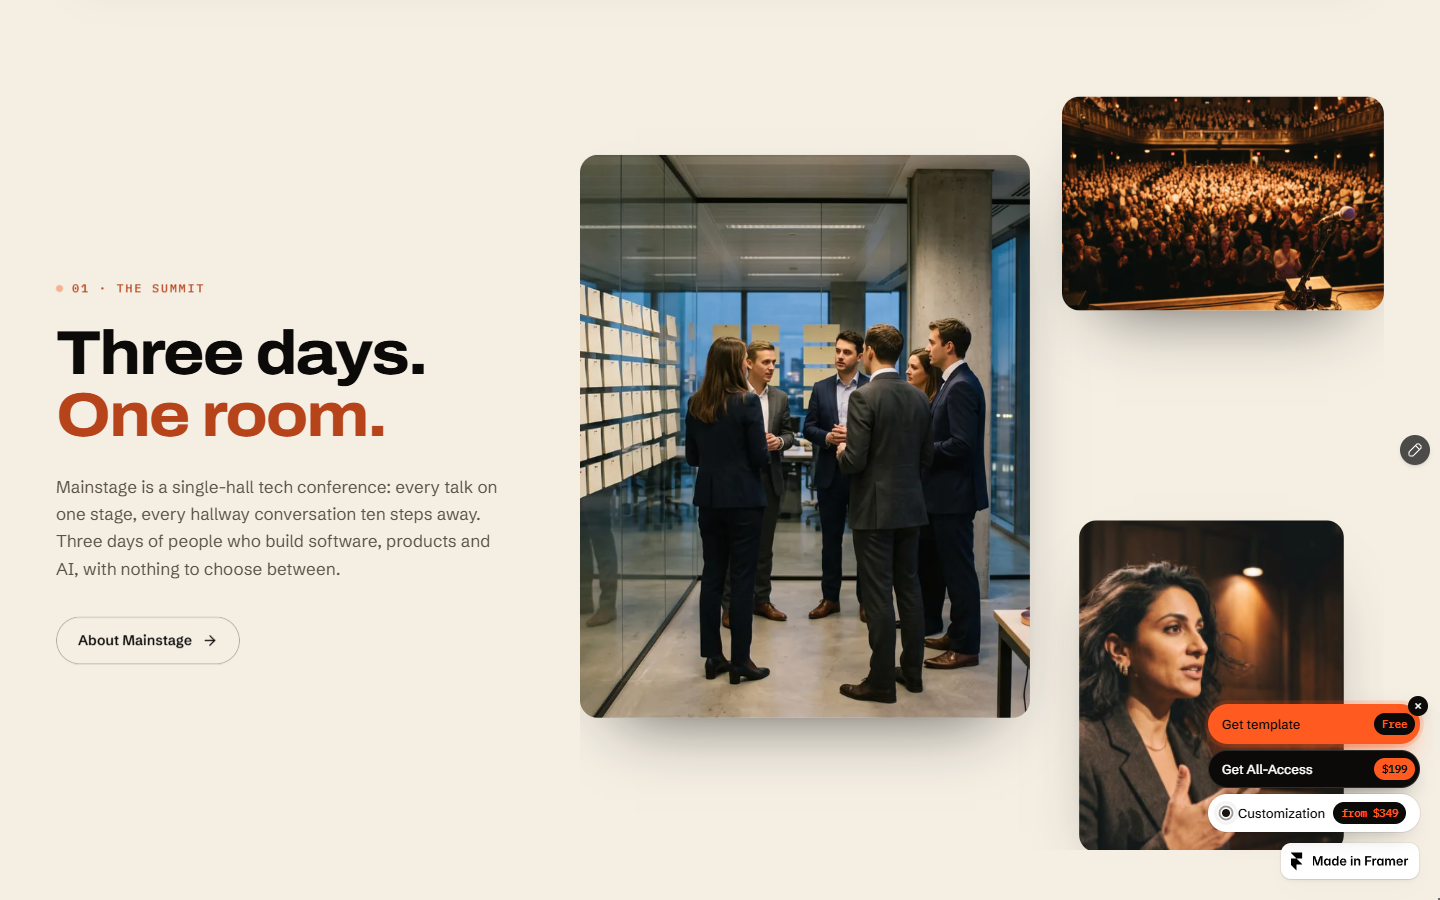 01 · THE SUMMIT
Three days.
One room.
Mainstage is a single-hall tech conference: every talk on
one stage, every hallway conversation ten steps away.
Three days of people who build software, products and
AI, with nothing to choose between.
About Mainstage →
Get template Free
Get All-Access $199
Customization from $349
Made in Framer